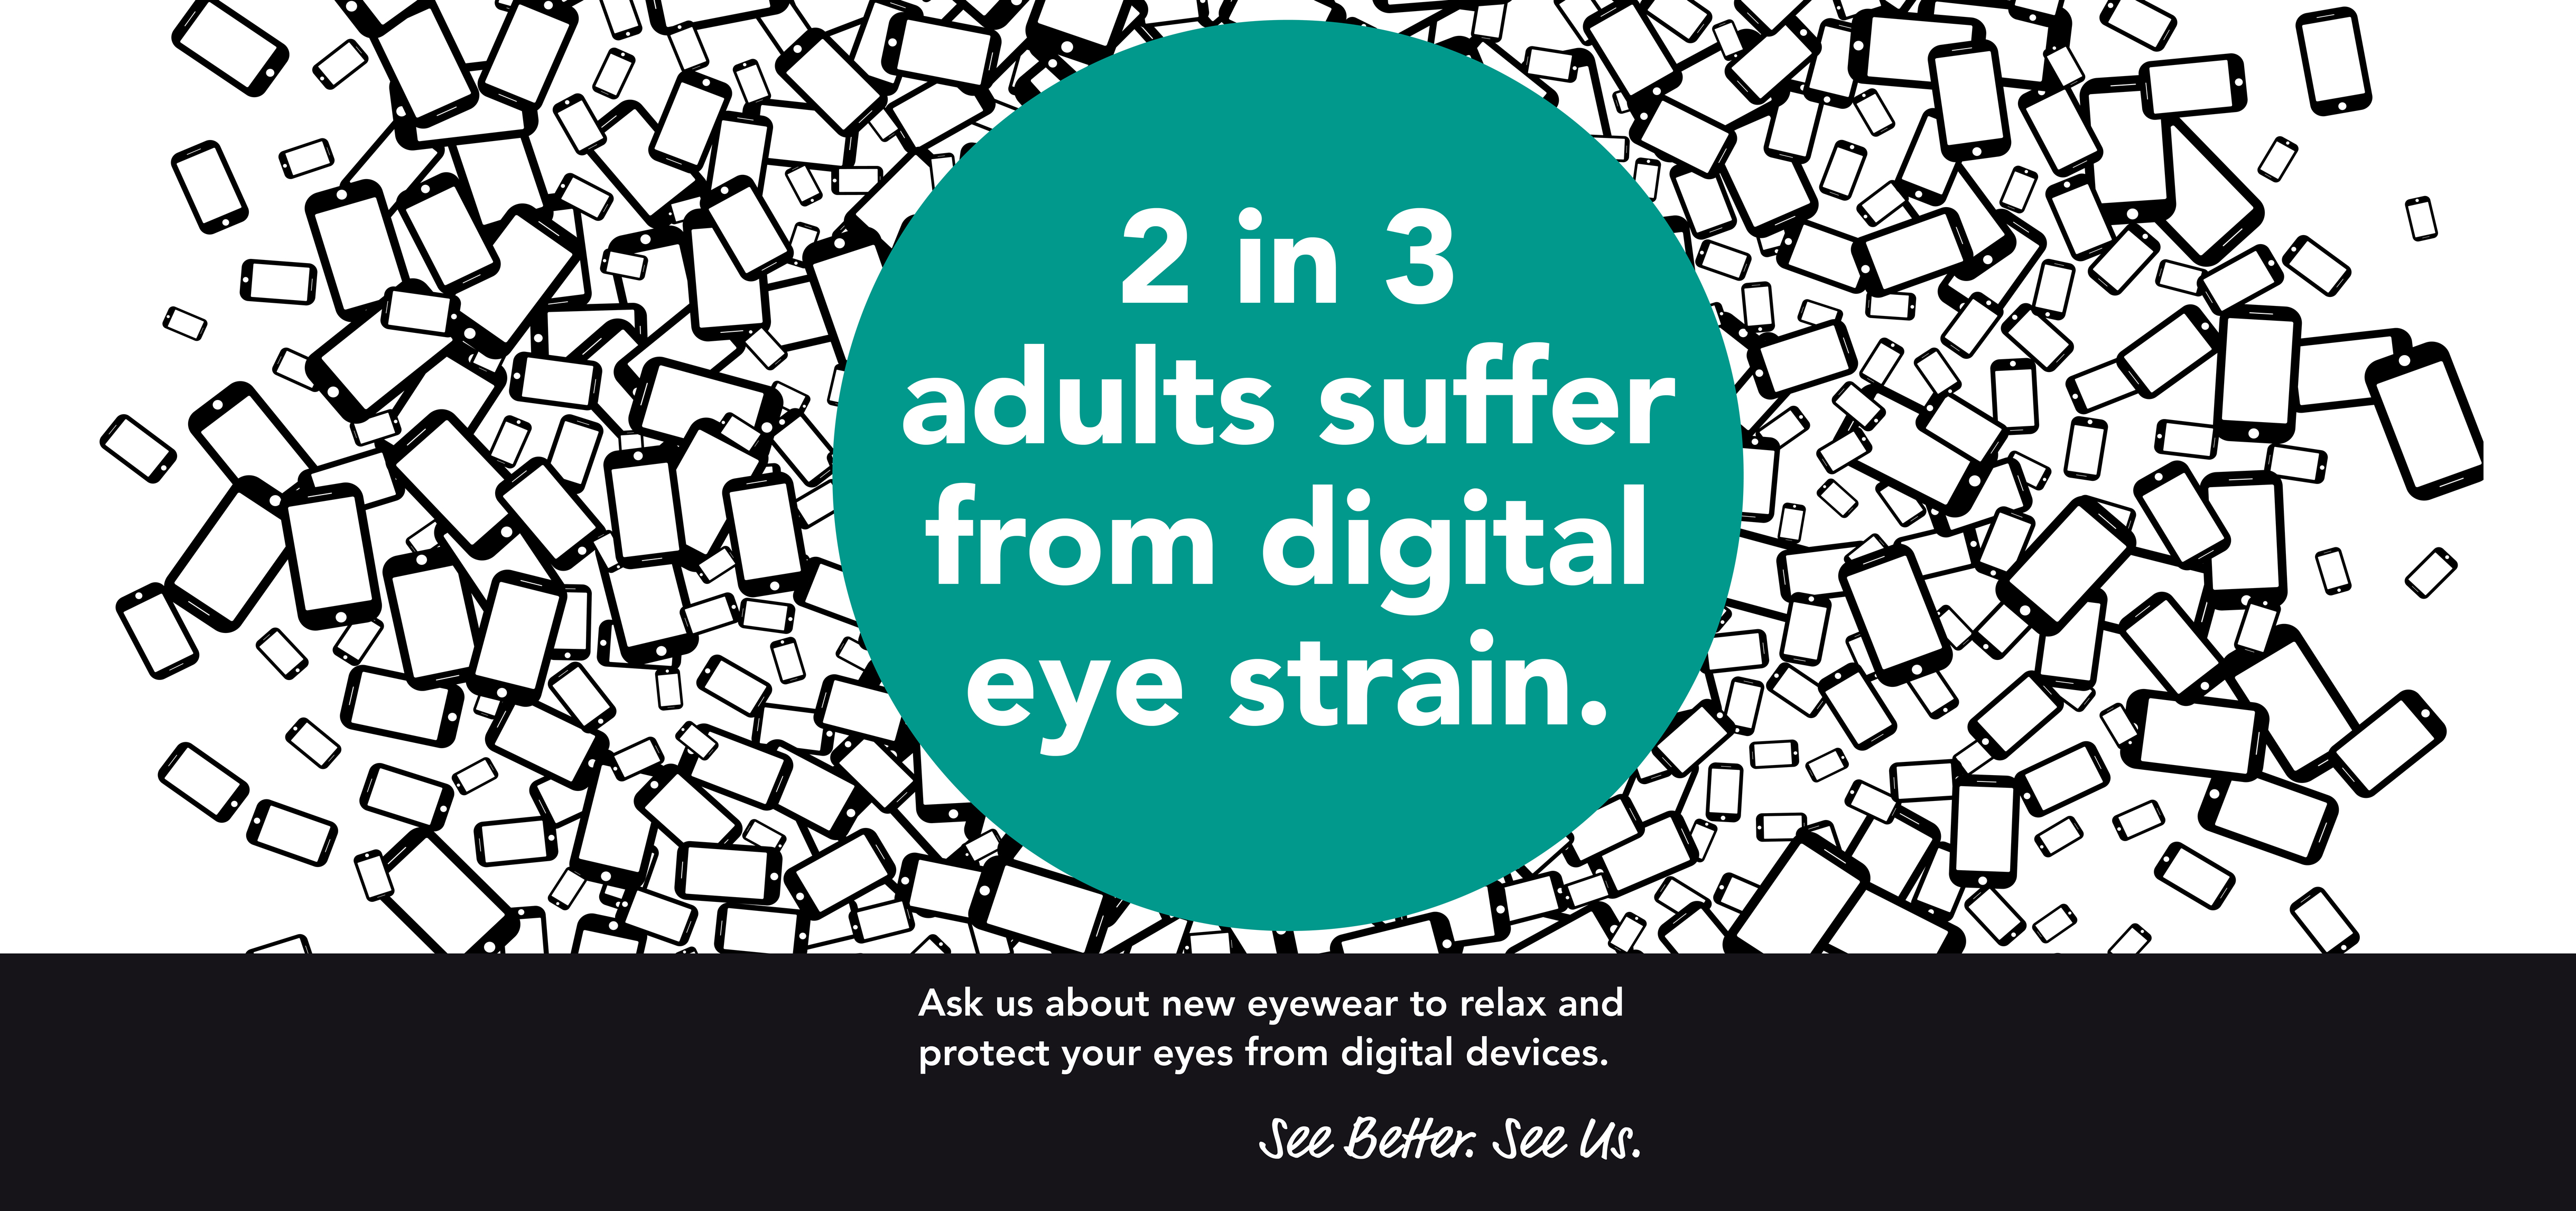 2 in 3
adults suffer
from digital
eye strain.
Ask us about new eyewear to relax and
protect your eyes from digital devices.
See Better. See Us.